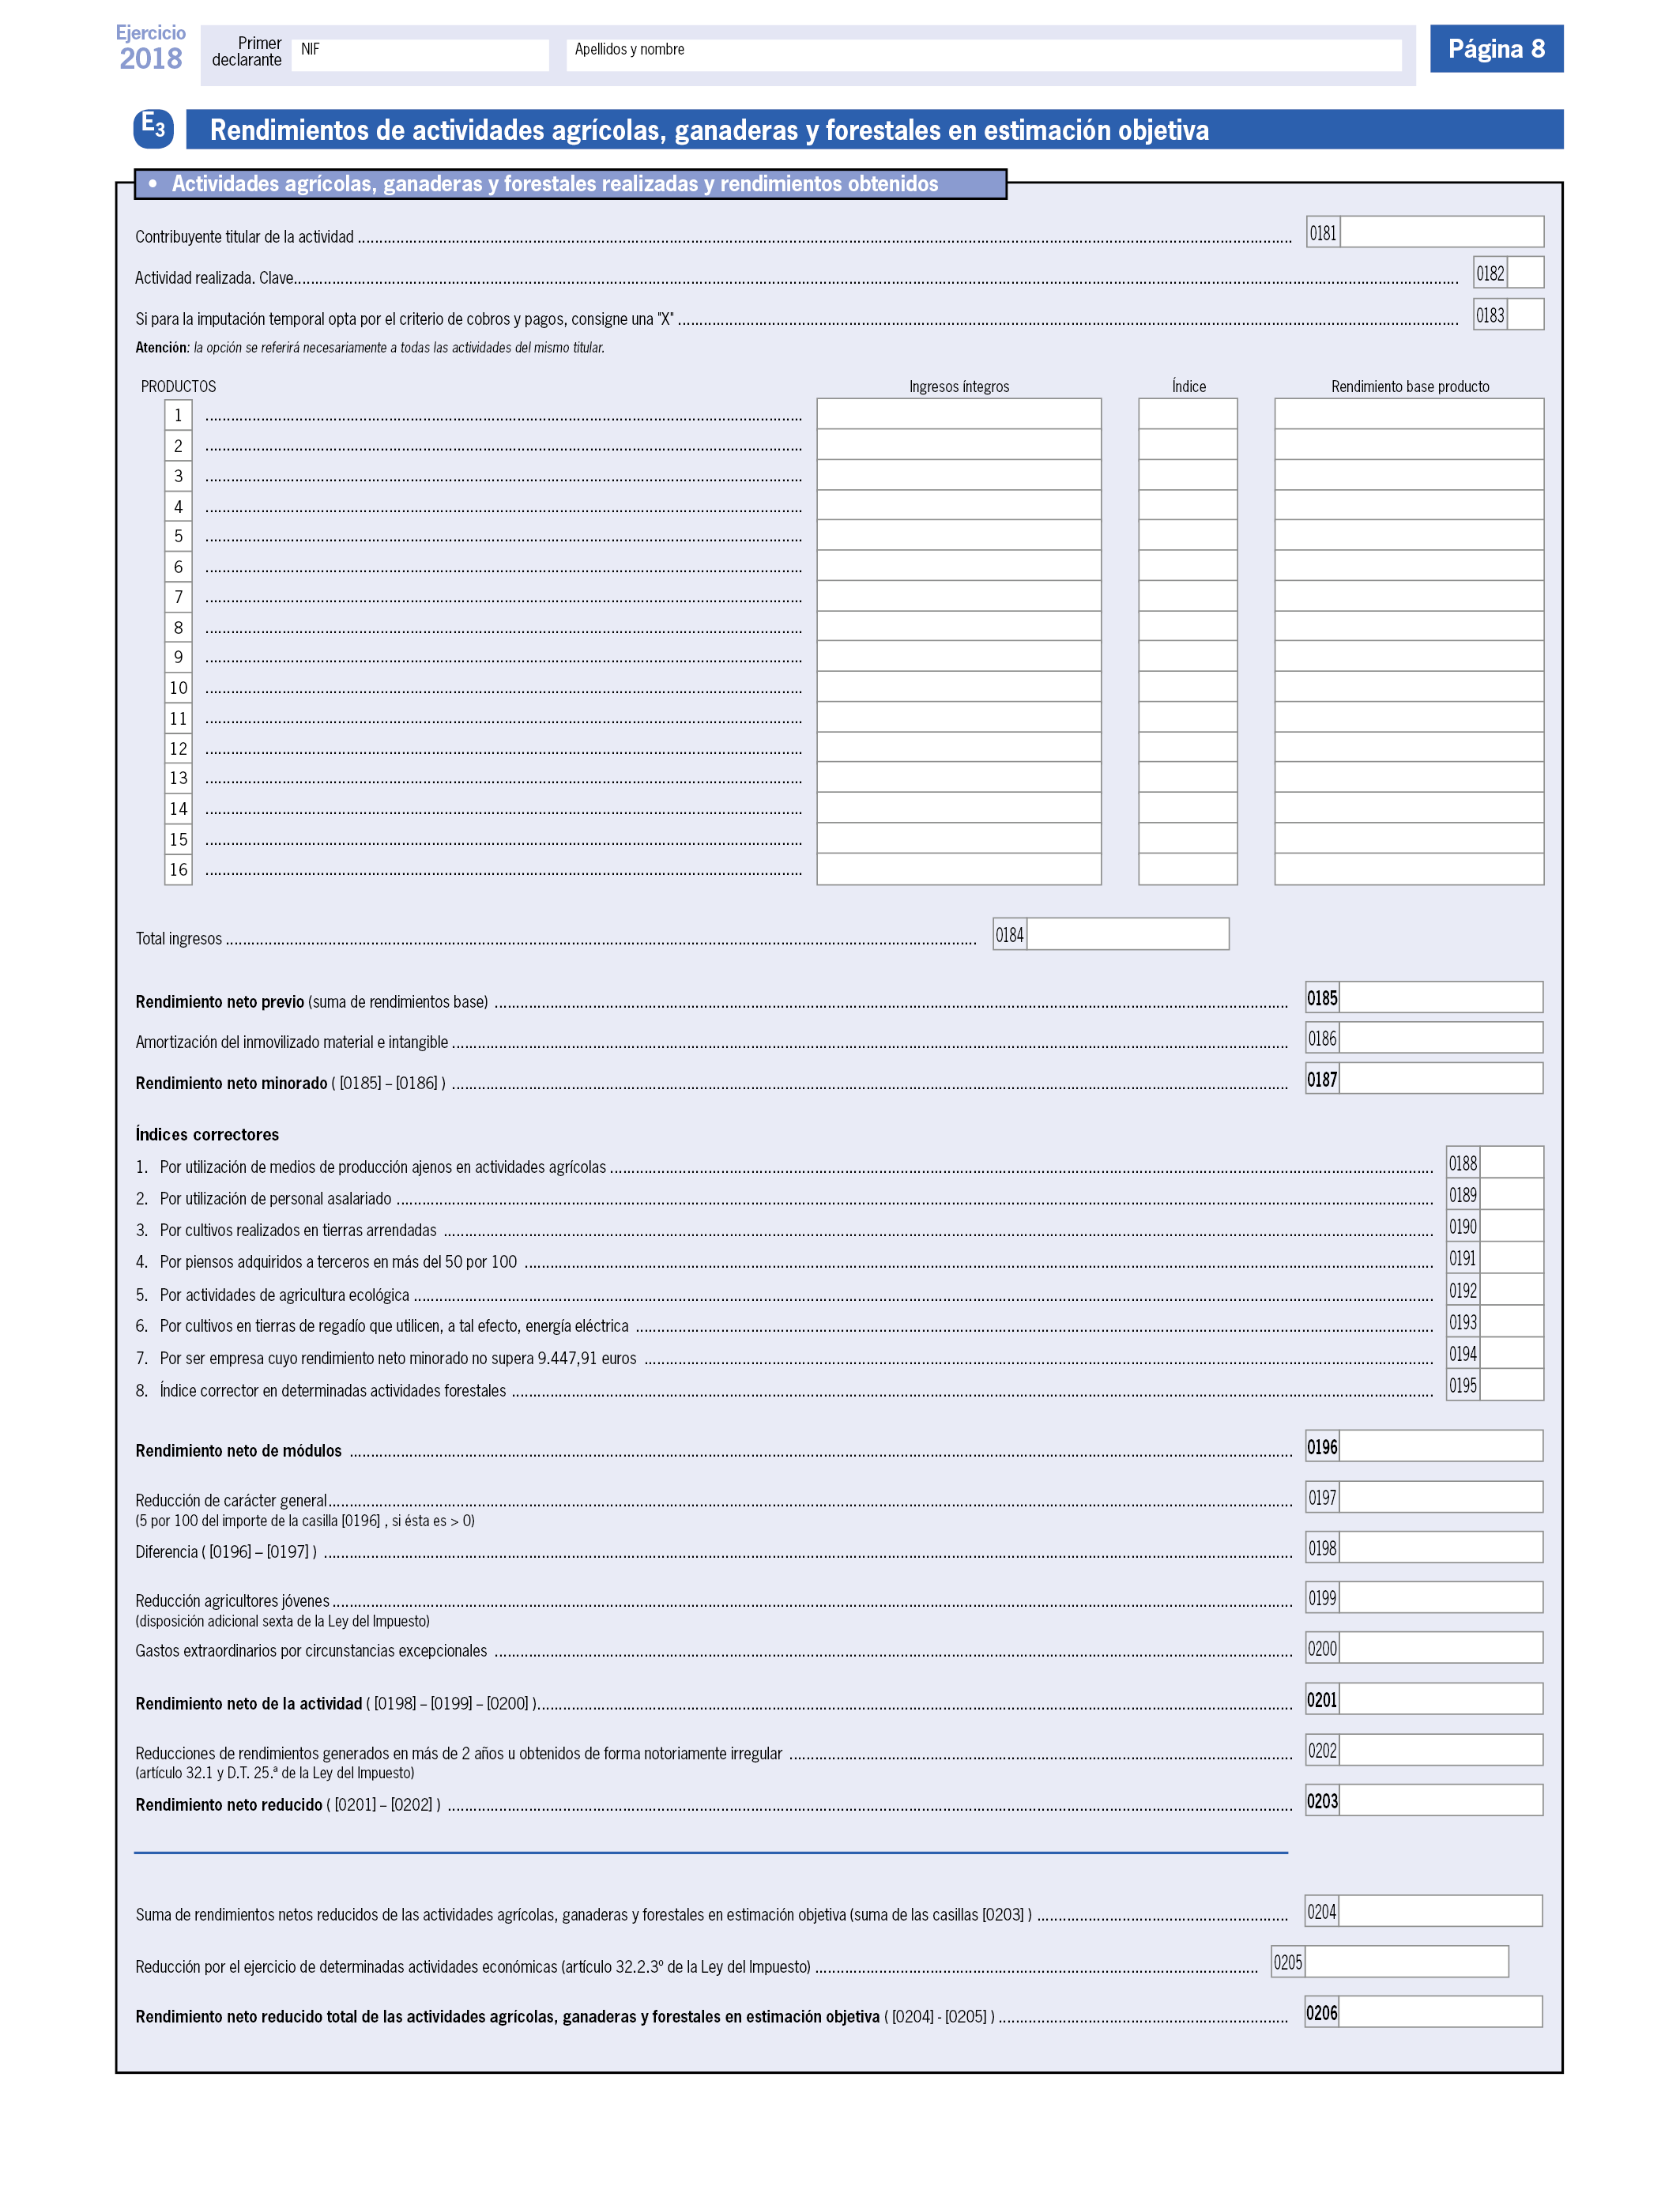 Ejercicio
2018
Primer
declarante
NIF
Apellidos y nombre
Página 8
E3
Rendimientos de actividades agrícolas, ganaderas y forestales en estimación objetiva
• Actividades agrícolas, ganaderas y forestales realizadas y rendimientos obtenidos
Contribuyente titular de la actividad 0181
Actividad realizada. Clave 0182
Si para la imputación temporal opta por el criterio de cobros y pagos, consigne una "X" 0183
Atención: la opción se referirá necesariamente a todas las actividades del mismo titular.
PRODUCTOS Ingresos íntegros Índice Rendimiento base producto
1
2
3
4
5
6
7
8
9
10
11
12
13
14
15
16
Total ingresos 0184
Rendimiento neto previo (suma de rendimientos base) 0185
Amortización del inmovilizado material e intangible 0186
Rendimiento neto minorado ( [0185] – [0186] ) 0187
Índices correctores
1. Por utilización de medios de producción ajenos en actividades agrícolas 0188
2. Por utilización de personal asalariado 0189
3. Por cultivos realizados en tierras arrendadas 0190
4. Por piensos adquiridos a terceros en más del 50 por 100 0191
5. Por actividades de agricultura ecológica 0192
6. Por cultivos en tierras de regadío que utilicen, a tal efecto, energía eléctrica 0193
7. Por ser empresa cuyo rendimiento neto minorado no supera 9.447,91 euros 0194
8. Índice corrector en determinadas actividades forestales 0195
Rendimiento neto de módulos 0196
Reducción de carácter general 0197
(5 por 100 del importe de la casilla [0196] , si ésta es > 0)
Diferencia ( [0196] – [0197] ) 0198
Reducción agricultores jóvenes 0199
(disposición adicional sexta de la Ley del Impuesto)
Gastos extraordinarios por circunstancias excepcionales 0200
Rendimiento neto de la actividad ( [0198] – [0199] – [0200] ) 0201
Reducciones de rendimientos generados en más de 2 años u obtenidos de forma notoriamente irregular 0202
(artículo 32.1 y D.T. 25.ª de la Ley del Impuesto)
Rendimiento neto reducido ( [0201] – [0202] ) 0203
Suma de rendimientos netos reducidos de las actividades agrícolas, ganaderas y forestales en estimación objetiva (suma de las casillas [0203] ) 0204
Reducción por el ejercicio de determinadas actividades económicas (artículo 32.2.3º de la Ley del Impuesto) 0205
Rendimiento neto reducido total de las actividades agrícolas, ganaderas y forestales en estimación objetiva ( [0204] - [0205] ) 0206